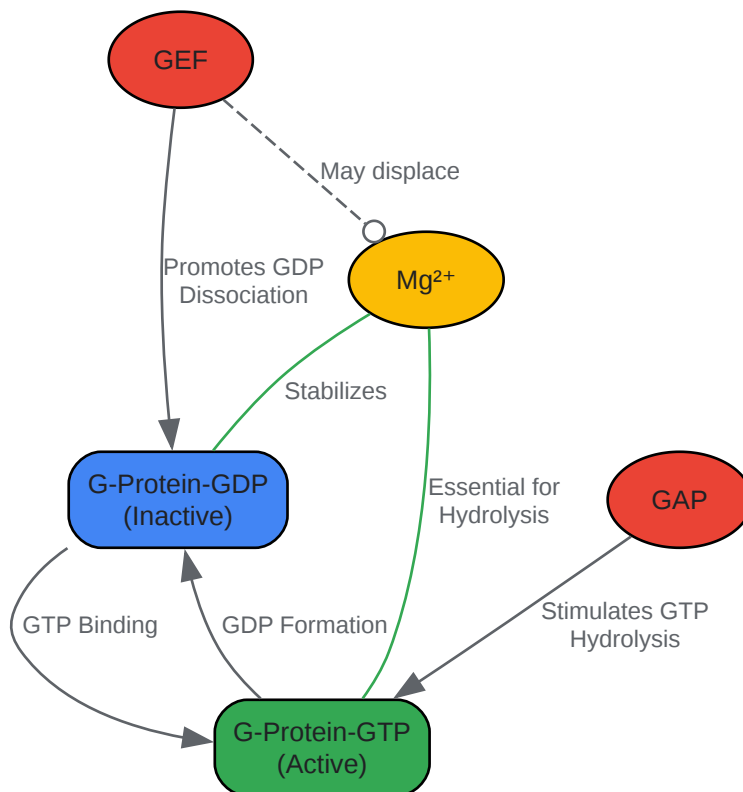 GEF
May displace
Promotes GDP
Dissociation
Mg²⁺
Stabilizes
G-Protein-GDP
(Inactive)
Essential for
Hydrolysis
GAP
GTP Binding
GDP Formation
Stimulates GTP
Hydrolysis
G-Protein-GTP
(Active)